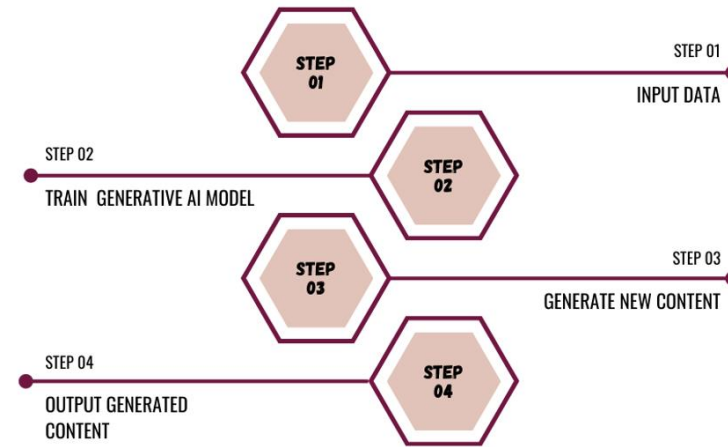 STEP
01
STEP 01
INPUT DATA
STEP 02
TRAIN GENERATIVE AI MODEL
STEP
02
STEP
03
STEP 03
GENERATE NEW CONTENT
STEP 04
OUTPUT GENERATED
CONTENT
STEP
04